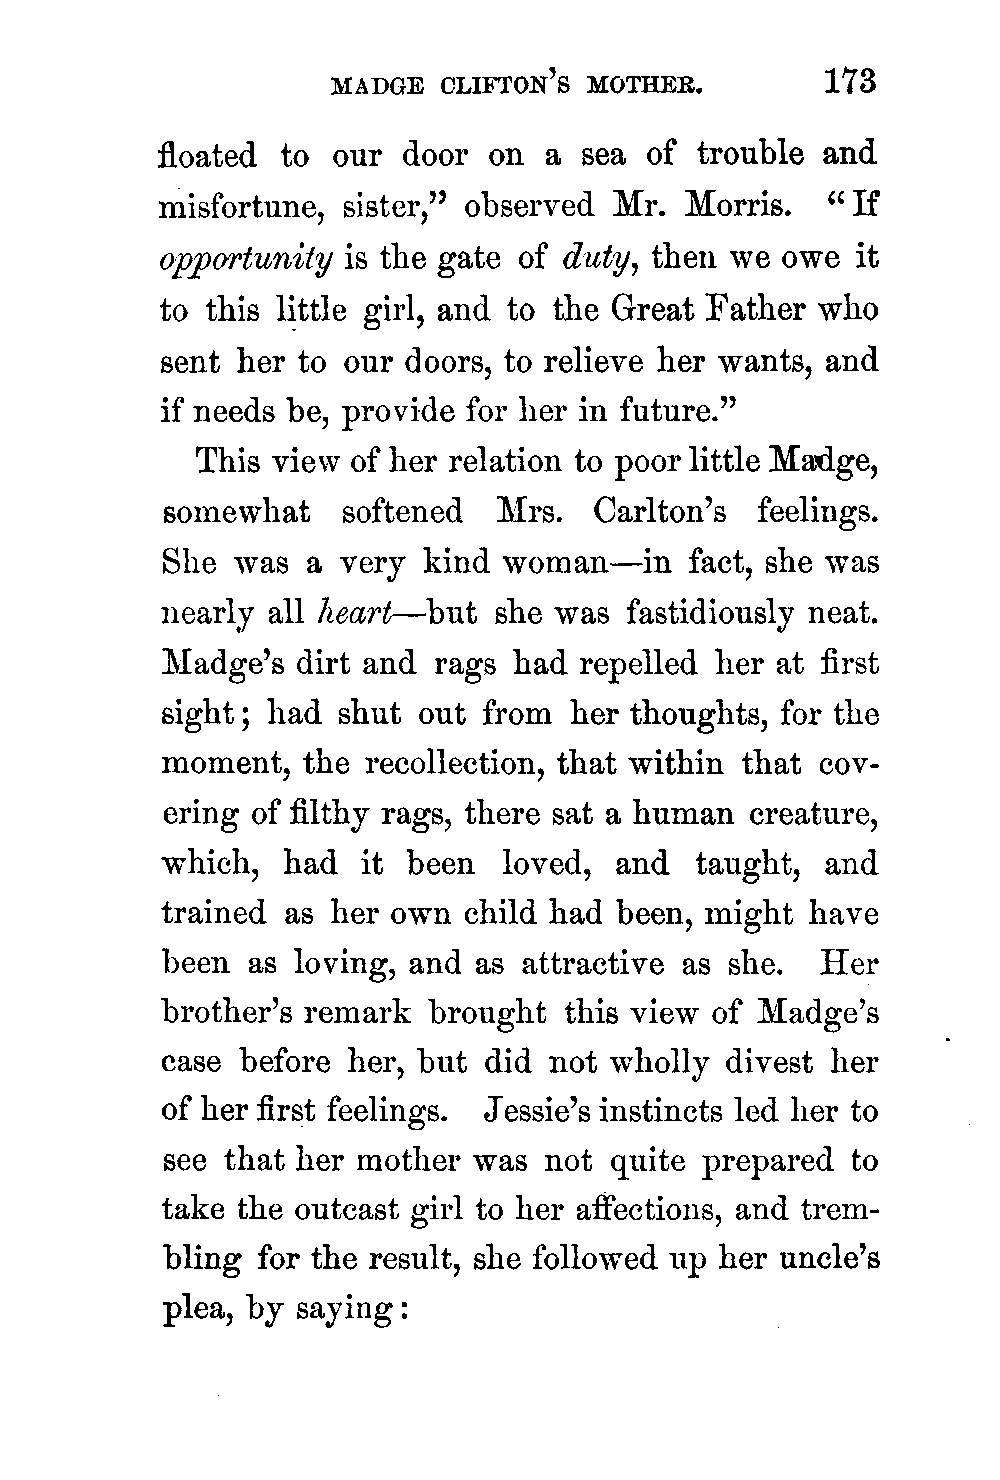 MADGE CLIFTON'S MOTHER. 173
floated to our door on a sea of trouble and
misfortune, sister,” observed Mr. Morris. “If
opportunity is the gate of duty, then we owe it
to this little girl, and to the Great Father who
sent her to our doors, to relieve her wants, and
if needs be, provide for her in future.”
This view of her relation to poor little Madge,
somewhat softened Mrs. Carlton’s feelings.
She was a very kind woman—in fact, she was
nearly all heart—but she was fastidiously neat.
Madge’s dirt and rags had repelled her at first
sight; had shut out from her thoughts, for the
moment, the recollection, that within that cov-
ering of filthy rags, there sat a human creature,
which, had it been loved, and taught, and
trained as her own child had been, might have
been as loving, and as attractive as she. Her
brother’s remark brought this view of Madge’s
case before her, but did not wholly divest her
of her first feelings. Jessie’s instincts led her to
see that her mother was not quite prepared to
take the outcast girl to her affections, and trem-
bling for the result, she followed up her uncle’s
plea, by saying: